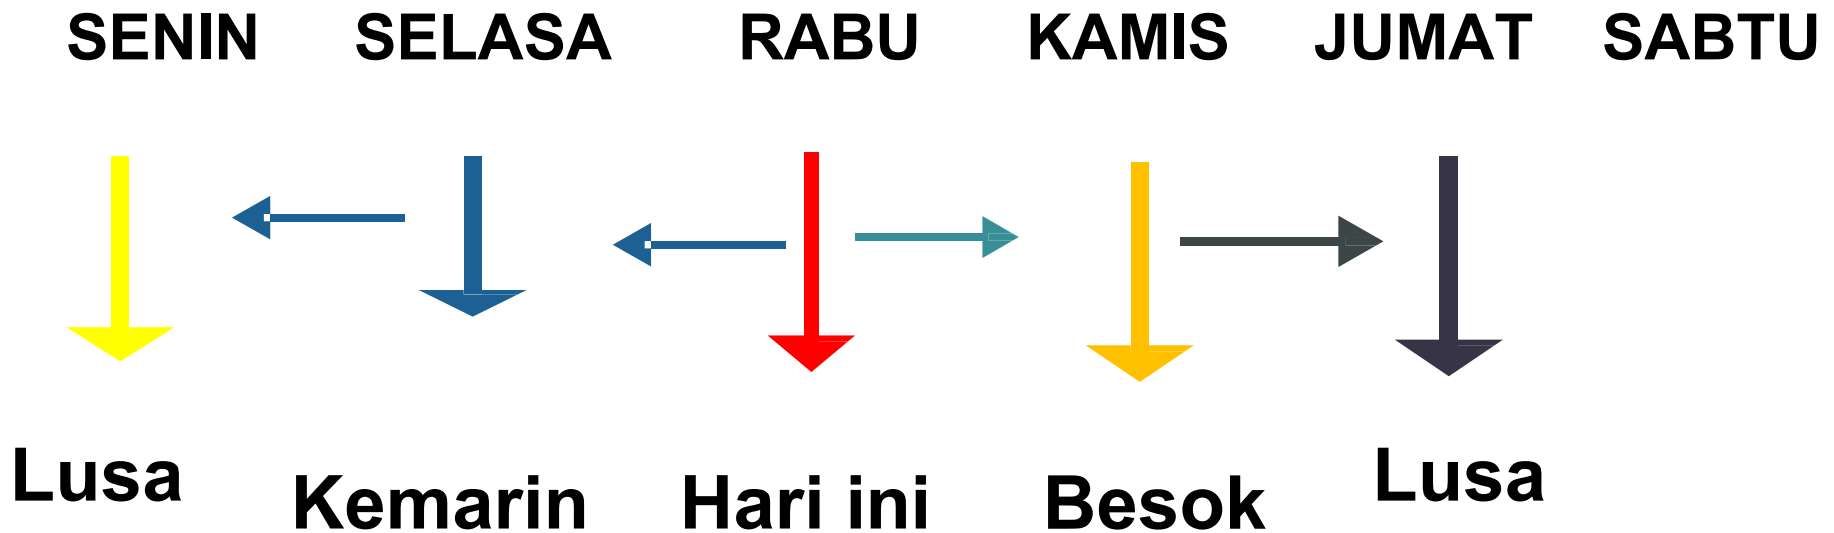 SENIN SELASA RABU KAMIS JUMAT SABTU
Lusa Kemarin Hari ini Besok Lusa